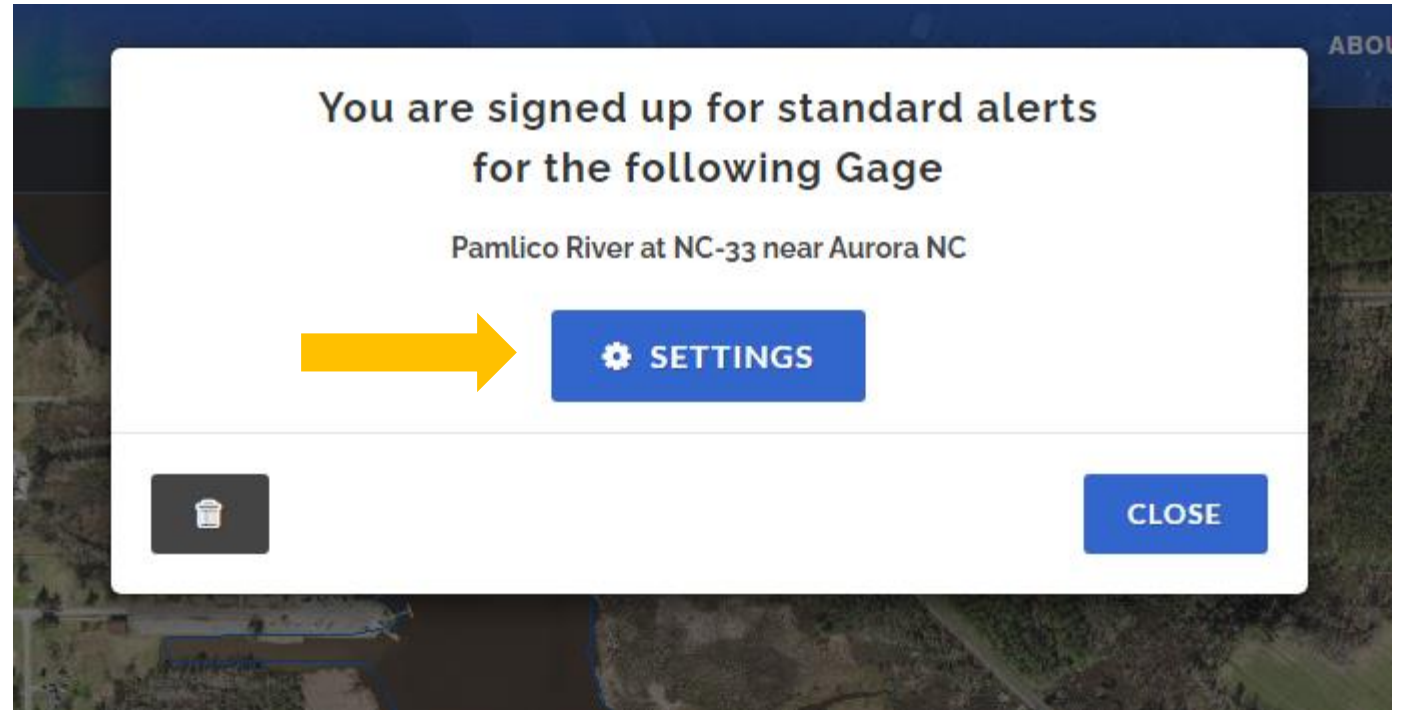 ABOU
You are signed up for standard alerts
for the following Gage
Pamlico River at NC-33 near Aurora NC
SETTINGS
CLOSE